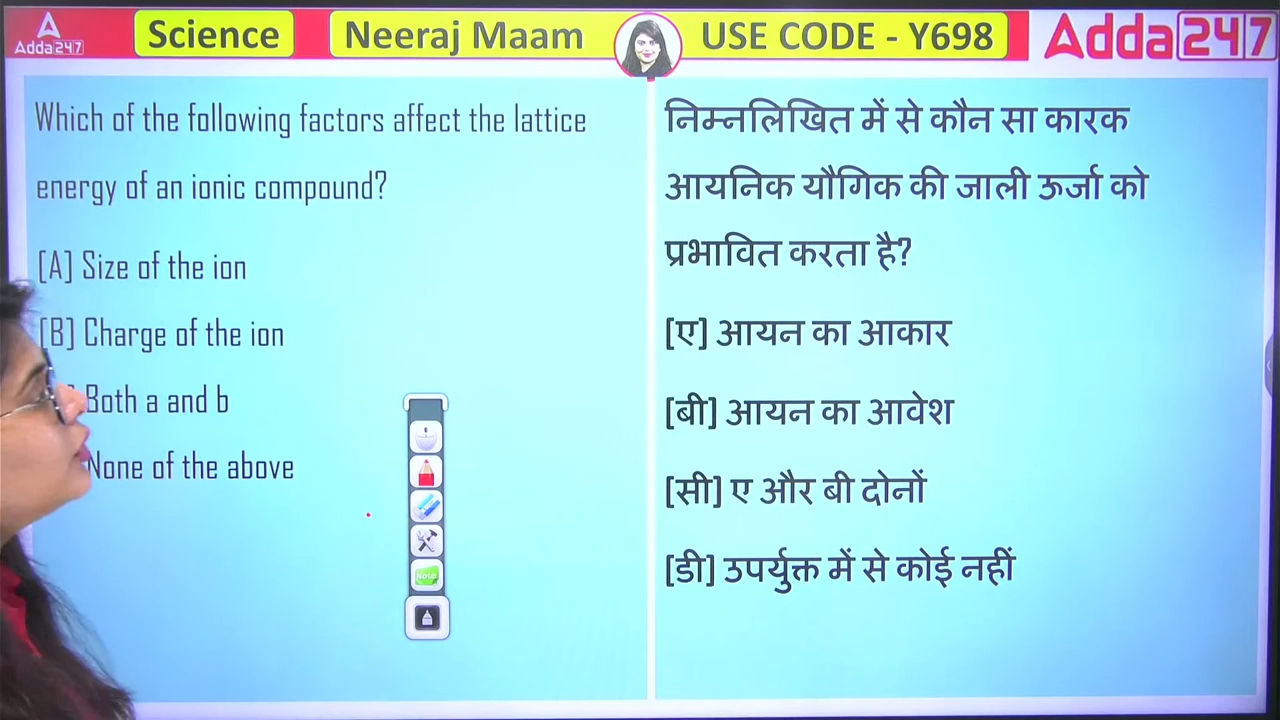 Adda247
Science
Neeraj Maam
USE CODE - Y698
Adda247
Which of the following factors affect the lattice
energy of an ionic compound?
[A] Size of the ion
[B] Charge of the ion
Both a and b
None of the above
निम्नलिखित में से कौन सा कारक
आयनिक यौगिक की जाली ऊर्जा को
प्रभावित करता है?
[ए] आयन का आकार
[बी] आयन का आवेश
[सी] ए और बी दोनों
[डी] उपर्युक्त में से कोई नहीं
NOTE